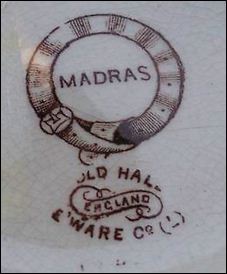 MADRAS
OLD HALL
ENGLAND
E'WARE Co (L)